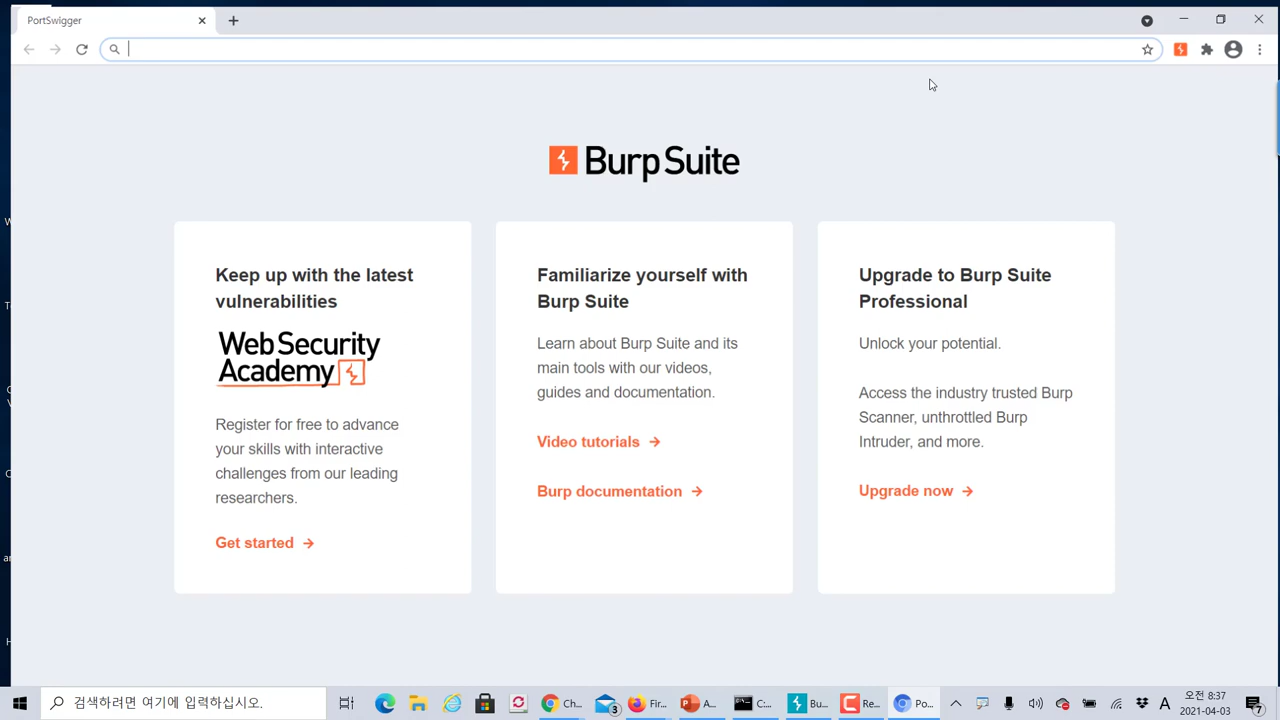 PortSwigger
Burp Suite
Keep up with the latest
vulnerabilities
Web Security
Academy
Register for free to advance
your skills with interactive
challenges from our leading
researchers.
Get started
Familiarize yourself with
Burp Suite
Learn about Burp Suite and its
main tools with our videos,
guides and documentation.
Video tutorials
Burp documentation
Upgrade to Burp Suite
Professional
Unlock your potential.
Access the industry trusted Burp
Scanner, unthrottled Burp
Intruder, and more.
Upgrade now
검색하려면 여기에 입력하십시오.
3
Ch...
Fir...
A...
C...
Bu...
Re...
Po...
A
오전 8:37
2021-04-03
7